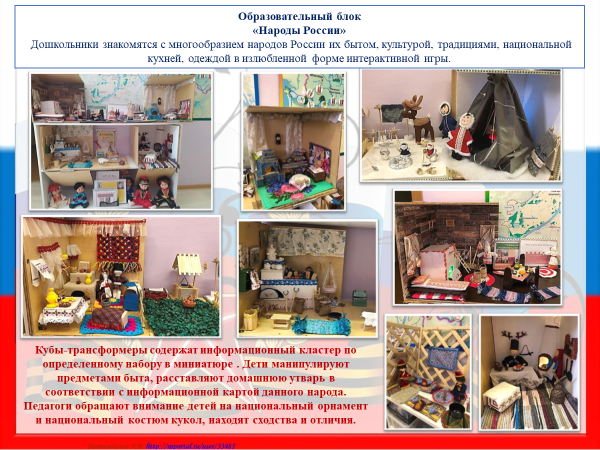 Образовательный блок
«Народы России»
Дошкольники знакомятся с многообразием народов России их бытом, культурой, традициями, национальной
кухней, одеждой в излюбленной форме интерактивной игры.
Кубы-трансформеры содержат информационный кластер по
определенному набору в миниатюре . Дети манипулируют
предметами быта, расставляют домашнюю утварь в
соответствии с информационной картой данного народа.
Педагоги обращают внимание детей на национальный орнамент
и национальный костюм кукол, находят сходства и отличия.